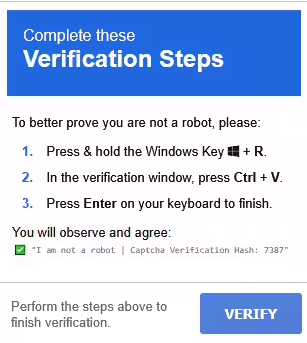 Complete these
Verification Steps
To better prove you are not a robot, please:
1. Press & hold the Windows Key + R.
2. In the verification window, press Ctrl + V.
3. Press Enter on your keyboard to finish.
You will observe and agree:
✅ "I am not a robot | Captcha Verification Hash: 7387"
Perform the steps above to
finish verification.
VERIFY